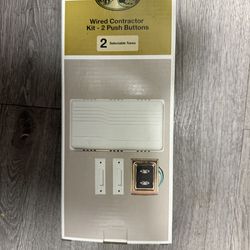 Wired Contractor
Kit - 2 Push Buttons
2 Selectable Tones